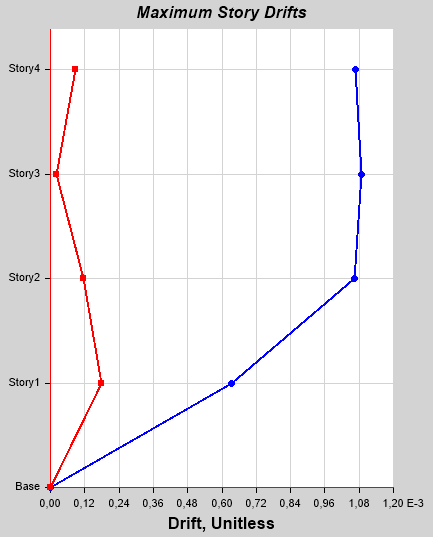 Maximum Story Drifts
Story4
Story3
Story2
Story1
Base
0,00 0,12 0,24 0,36 0,48 0,60 0,72 0,84 0,96 1,08 1,20 E-3
Drift, Unitless